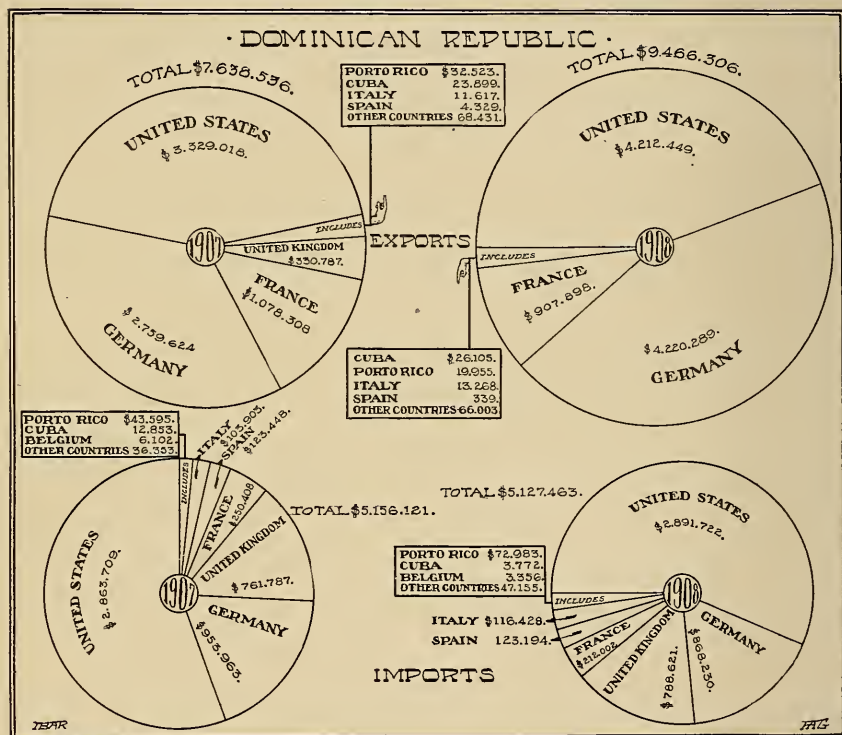 · DOMINICAN REPUBLIC ·
TOTAL $7.638.536.
UNITED STATES
$3.329.018.
PORTO RICO $32.523.
CUBA 23.899.
ITALY 11.617.
SPAIN 4.329.
OTHER COUNTRIES 68.431.
INCLUDES
1907
UNITED KINGDOM
$330.787.
FRANCE
$1.078.308
$2.759.624
GERMANY
EXPORTS
TOTAL $9.466.306.
UNITED STATES
$4.212.449.
1908
INCLUDES
FRANCE
$907.898.
$4.220.289.
GERMANY
CUBA $26.105.
PORTO RICO 19.955.
ITALY 13.268.
SPAIN 339.
OTHER COUNTRIES 66.003.
PORTO RICO $43.595.
CUBA 12.853.
BELGIUM 6.102.
OTHER COUNTRIES 36.353.
INCLUDES
ITALY
$103.903.
SPAIN
$123.448.
FRANCE
$250.408
UNITED KINGDOM
$761.787.
GERMANY
$953.963.
UNITED STATES
$2.863.709.
1907
TOTAL $5.156.121.
IMPORTS
TOTAL $5.127.463.
UNITED STATES
$2.891.722.
PORTO RICO $72.983.
CUBA 3.772.
BELGIUM 3.356.
OTHER COUNTRIES 47.155.
INCLUDES
1908
ITALY $116.428.
SPAIN 123.194.
FRANCE
$212.002.
UNITED KINGDOM
$788.621.
GERMANY
$868.230.